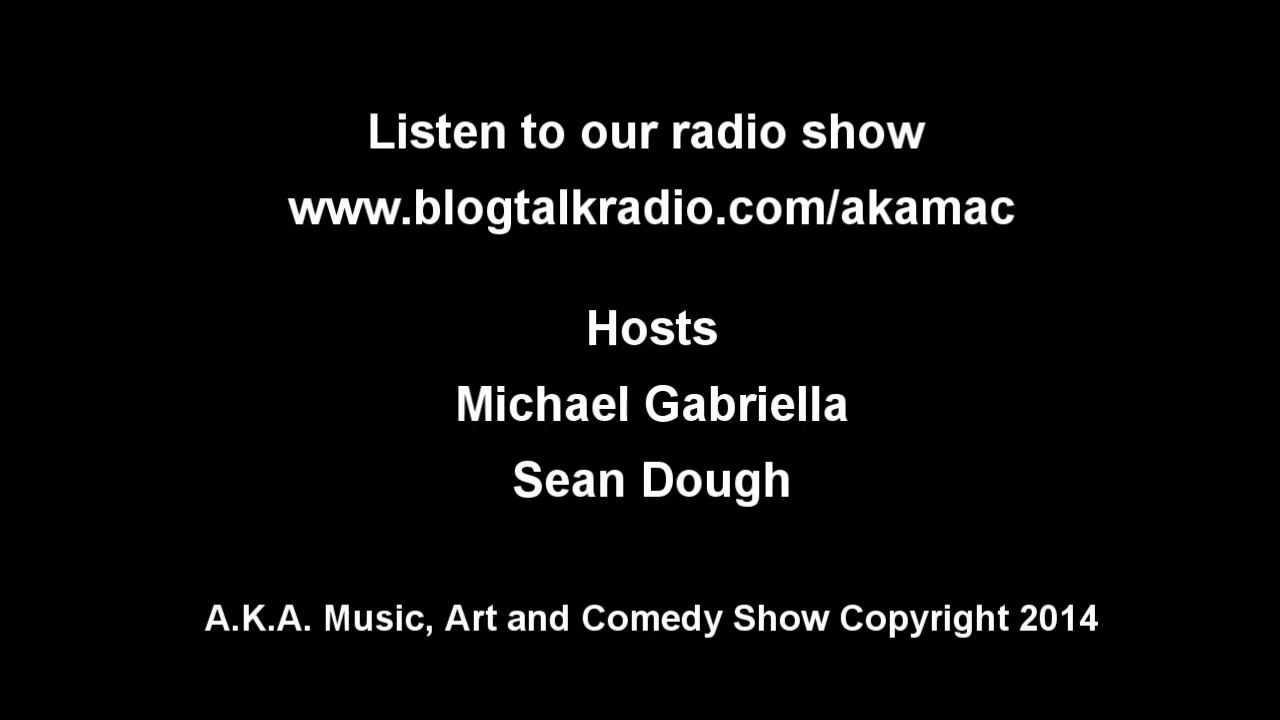 Listen to our radio show
www.blogtalkradio.com/akamac
Hosts
Michael Gabriella
Sean Dough
A.K.A. Music, Art and Comedy Show Copyright 2014